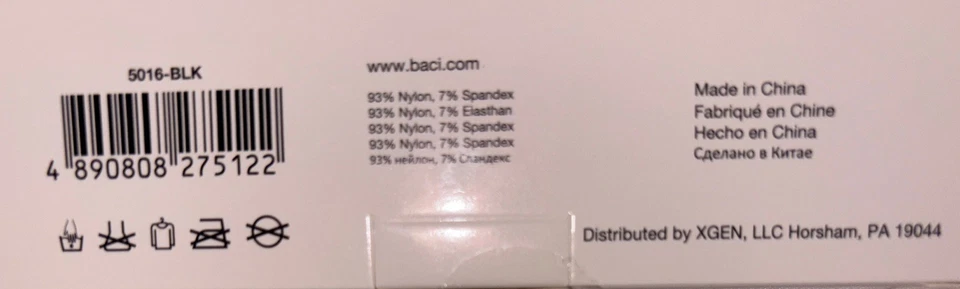 5016-BLK
4 890808 275122
www.baci.com
93% Nylon, 7% Spandex
93% Nylon, 7% Elasthan
93% Nylon, 7% Spandex
93% Nylon, 7% Spandex
93% нейлон, 7% Спандекс
Made in China
Fabriqué en Chine
Hecho en China
Сделано в Китае
Distributed by XGEN, LLC Horsham, PA 19044